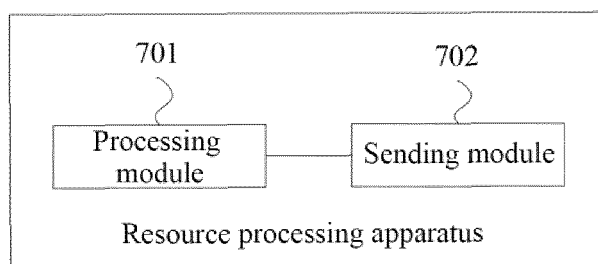 701
702
Processing
module
Sending module
Resource processing apparatus